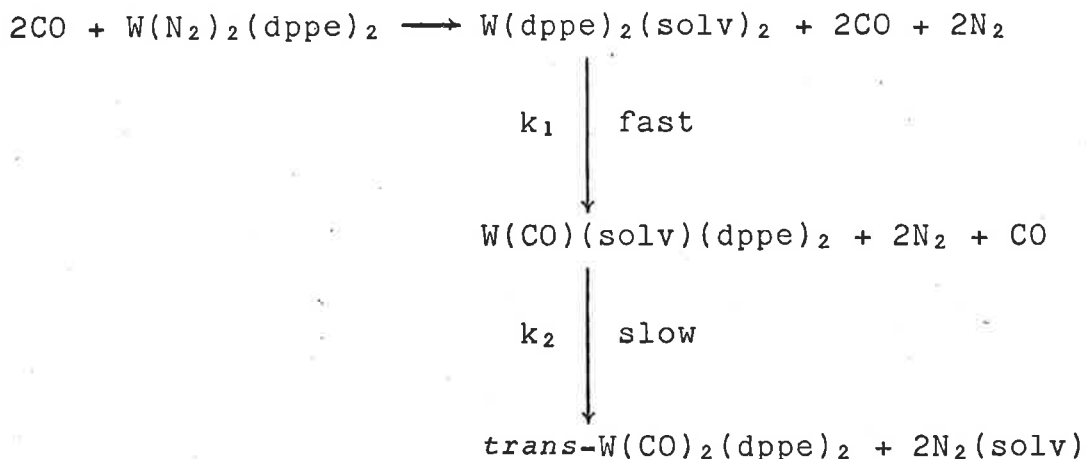 2CO + W(N₂)₂(dppe)₂ ⟶ W(dppe)₂(solv)₂ + 2CO + 2N₂
k₁ fast
W(CO)(solv)(dppe)₂ + 2N₂ + CO
k₂ slow
trans-W(CO)₂(dppe)₂ + 2N₂(solv)